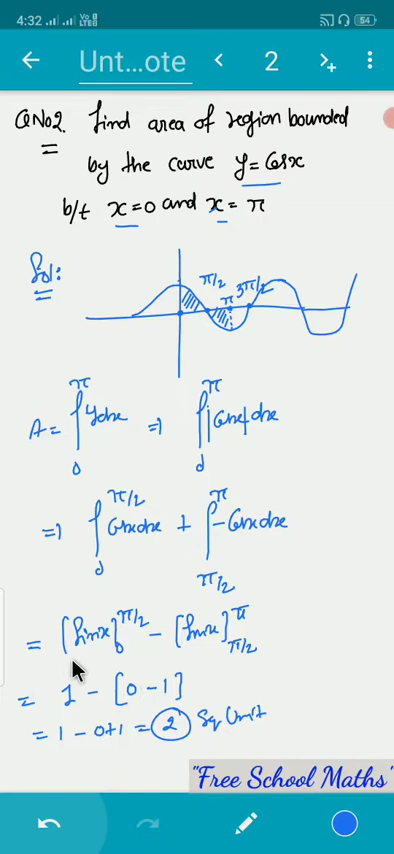 4:32 Vo LTE 54
Unt...ote 2
QNo2. find area of region bounded
by the curve y = Cosx
b/t x=0 and x= π
Sol:
π/2 π 3π/2
A = ∫₀^π y dx ⇒ ∫₀^π |cosx| dx
⇒ ∫₀^{π/2} Cosx dx + ∫_{π/2}^π -Cosx dx
= [Sinx]₀^{π/2} - [Sinx]_{π/2}^π
= 1 - [0 - 1]
= 1 - 0+1 = 2 Sq Unit
"Free School Maths"